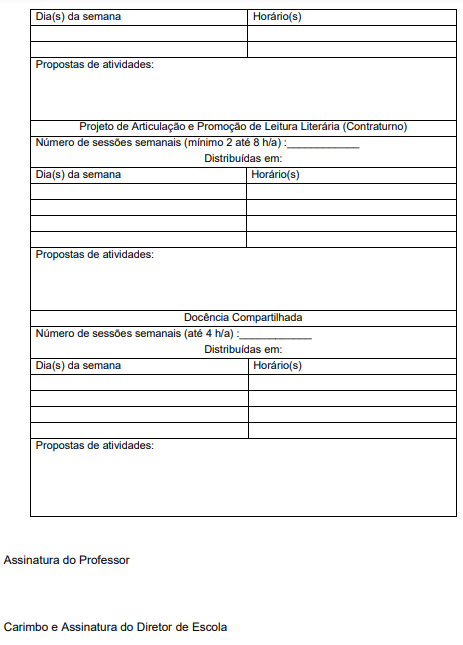 Dia(s) da semana Horário(s)
Propostas de atividades:
Projeto de Articulação e Promoção de Leitura Literária (Contraturno)
Número de sessões semanais (mínimo 2 até 8 h/a) :____________
Distribuídas em:
Dia(s) da semana Horário(s)
Propostas de atividades:
Docência Compartilhada
Número de sessões semanais (até 4 h/a) :____________
Distribuídas em:
Dia(s) da semana Horário(s)
Propostas de atividades:
Assinatura do Professor
Carimbo e Assinatura do Diretor de Escola